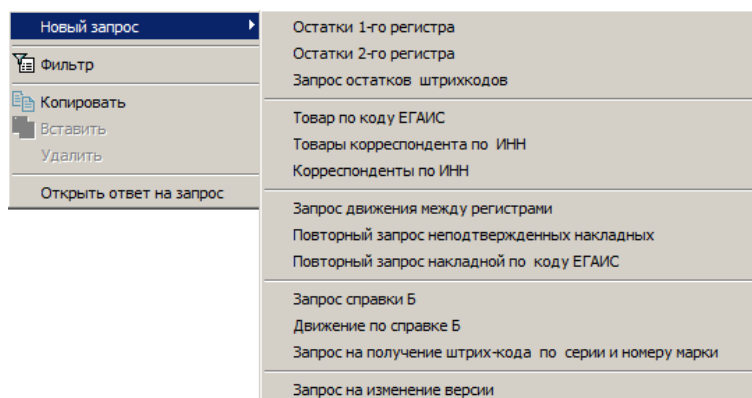 Новый запрос
Фильтр
Копировать
Вставить
Удалить
Открыть ответ на запрос
Остатки 1-го регистра
Остатки 2-го регистра
Запрос остатков штрихкодов
Товар по коду ЕГАИС
Товары корреспондента по ИНН
Корреспонденты по ИНН
Запрос движения между регистрами
Повторный запрос неподтвержденных накладных
Повторный запрос накладной по коду ЕГАИС
Запрос справки Б
Движение по справке Б
Запрос на получение штрих-кода по серии и номеру марки
Запрос на изменение версии